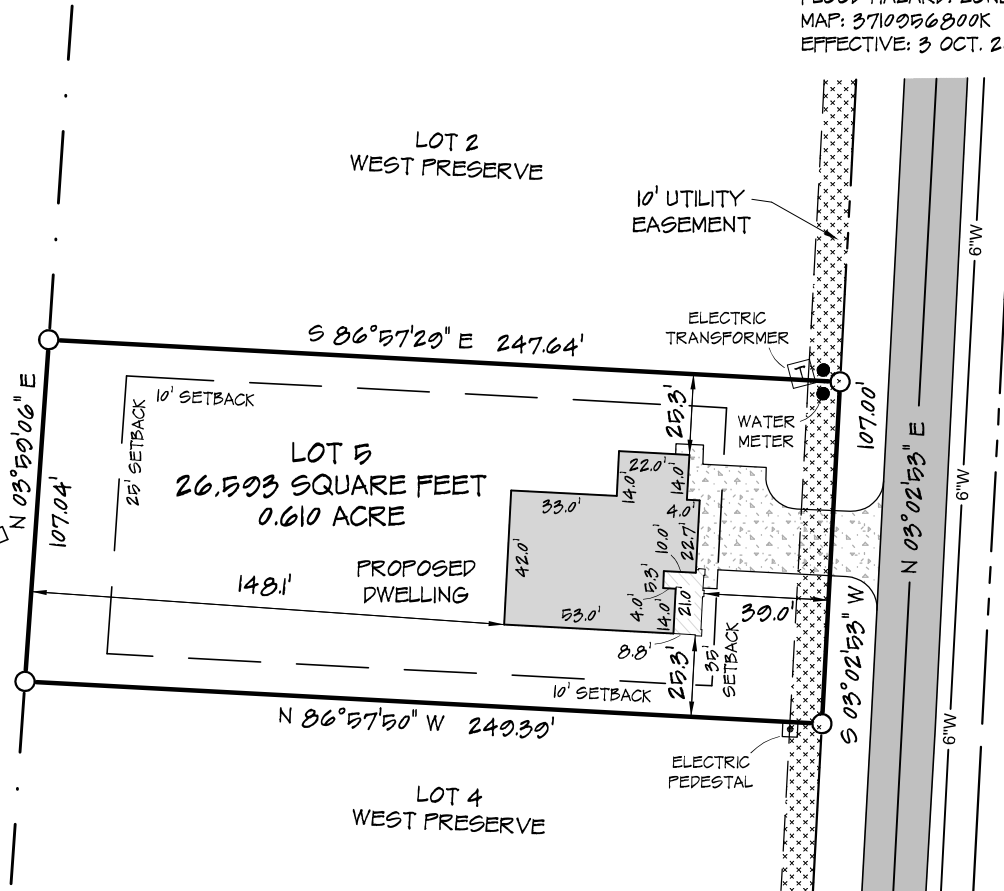 MAP: 3710956800K
EFFECTIVE: 3 OCT. 2
LOT 2
WEST PRESERVE
10' UTILITY
EASEMENT
6"W
ELECTRIC
TRANSFORMER
T
S 86°57'29" E 247.64'
N 03°59'06" E
107.04'
10' SETBACK
25' SETBACK
25.3'
WATER
METER
107.00'
N 03°02'53" E
LOT 5
26,593 SQUARE FEET
0.610 ACRE
22.0'
14.0'
14.0'
33.0'
4.0'
6"W
42.0'
10.0'
22.7'
PROPOSED
DWELLING
148.1'
5.3'
4.0'
53.0'
14.0'
21.0'
39.0'
8.8'
25.3'
35'
SETBACK
S 03°02'53" W
10' SETBACK
N 86°57'50" W 249.39'
6"W
ELECTRIC
PEDESTAL
LOT 4
WEST PRESERVE